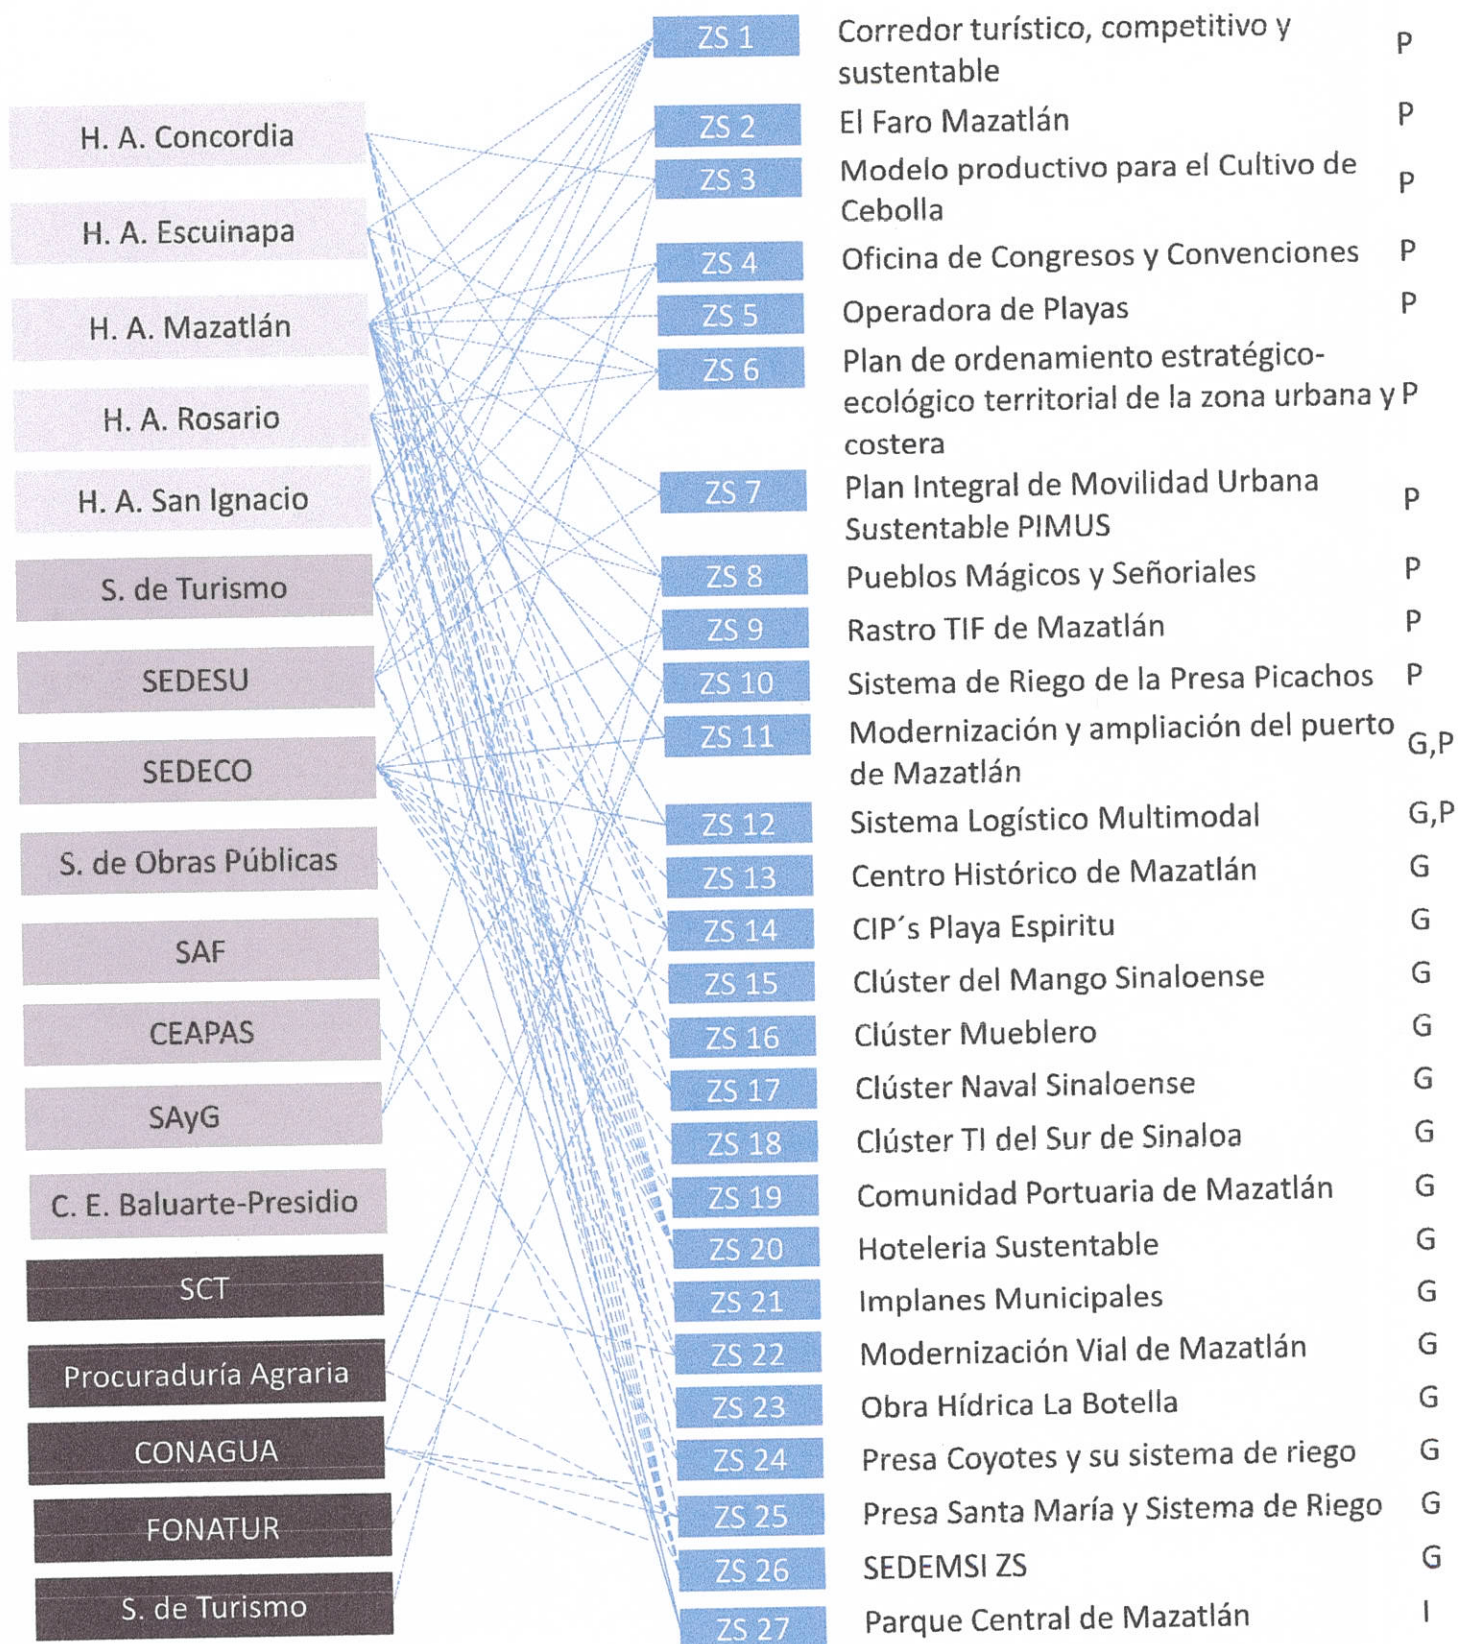 H. A. Concordia
H. A. Escuinapa
H. A. Mazatlán
H. A. Rosario
H. A. San Ignacio
S. de Turismo
SEDESU
SEDECO
S. de Obras Públicas
SAF
CEAPAS
SAyG
C. E. Baluarte-Presidio
SCT
Procuraduría Agraria
CONAGUA
FONATUR
S. de Turismo
ZS 1 Corredor turístico, competitivo y P
sustentable
ZS 2 El Faro Mazatlán P
ZS 3 Modelo productivo para el Cultivo de P
Cebolla
ZS 4 Oficina de Congresos y Convenciones P
ZS 5 Operadora de Playas P
ZS 6 Plan de ordenamiento estratégico-
ecológico territorial de la zona urbana y P
costera
ZS 7 Plan Integral de Movilidad Urbana P
Sustentable PIMUS
ZS 8 Pueblos Mágicos y Señoriales P
ZS 9 Rastro TIF de Mazatlán P
ZS 10 Sistema de Riego de la Presa Picachos P
ZS 11 Modernización y ampliación del puerto G,P
de Mazatlán
ZS 12 Sistema Logístico Multimodal G,P
ZS 13 Centro Histórico de Mazatlán G
ZS 14 CIP´s Playa Espiritu G
ZS 15 Clúster del Mango Sinaloense G
ZS 16 Clúster Mueblero G
ZS 17 Clúster Naval Sinaloense G
ZS 18 Clúster TI del Sur de Sinaloa G
ZS 19 Comunidad Portuaria de Mazatlán G
ZS 20 Hoteleria Sustentable G
ZS 21 Implanes Municipales G
ZS 22 Modernización Vial de Mazatlán G
ZS 23 Obra Hídrica La Botella G
ZS 24 Presa Coyotes y su sistema de riego G
ZS 25 Presa Santa María y Sistema de Riego G
ZS 26 SEDEMSI ZS G
ZS 27 Parque Central de Mazatlán I